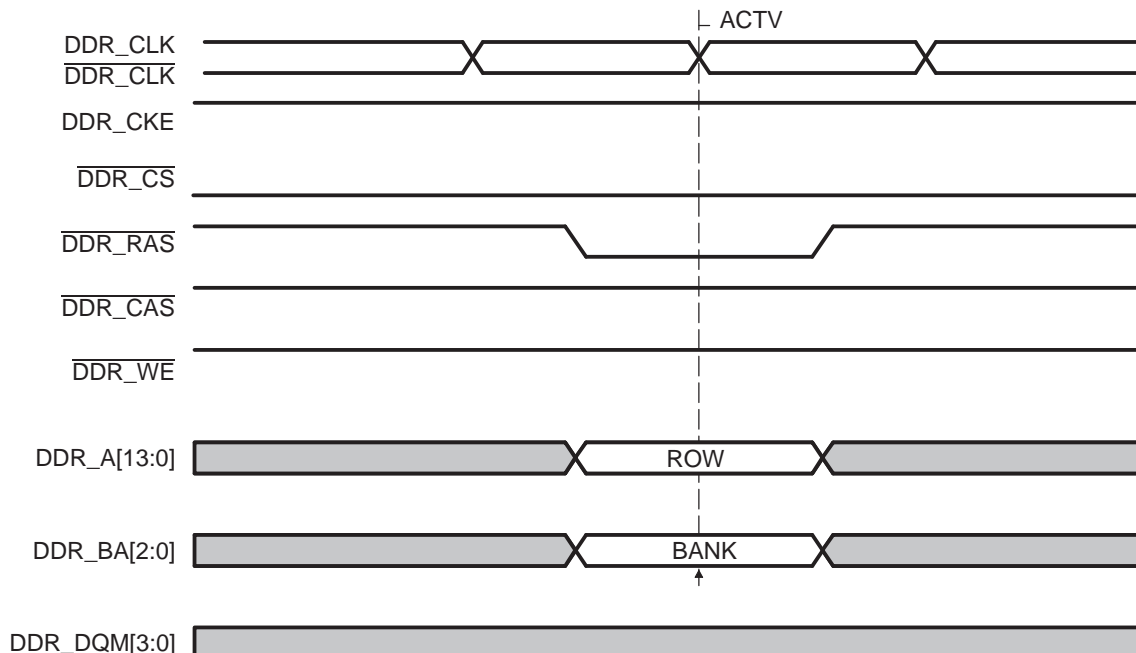 ACTV
DDR_CLK
DDR_CLK
DDR_CKE
DDR_CS
DDR_RAS
DDR_CAS
DDR_WE
DDR_A[13:0]
ROW
DDR_BA[2:0]
BANK
DDR_DQM[3:0]